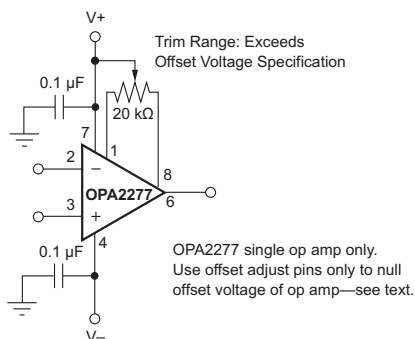 V+
Trim Range: Exceeds
Offset Voltage Specification
0.1 µF
20 kΩ
7
1
2
−
8
OPA2277
6
3
+
4
0.1 µF
OPA2277 single op amp only.
Use offset adjust pins only to null
offset voltage of op amp—see text.
V–